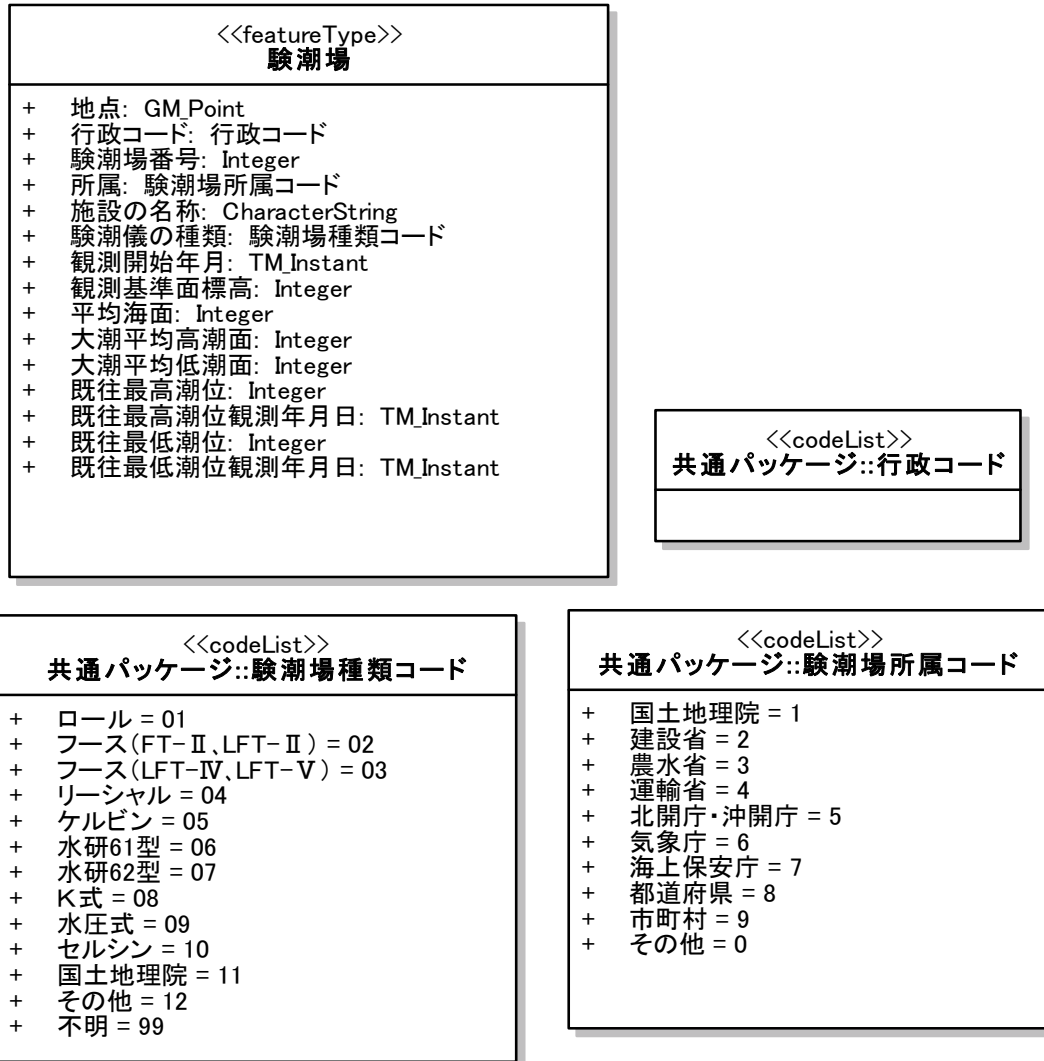 <<featureType>>
験潮場
+ 地点: GM_Point
+ 行政コード: 行政コード
+ 験潮場番号: Integer
+ 所属: 験潮場所属コード
+ 施設の名称: CharacterString
+ 験潮儀の種類: 験潮場種類コード
+ 観測開始年月: TM_Instant
+ 観測基準面標高: Integer
+ 平均海面: Integer
+ 大潮平均高潮面: Integer
+ 大潮平均低潮面: Integer
+ 既往最高潮位: Integer
+ 既往最高潮位観測年月日: TM_Instant
+ 既往最低潮位: Integer
+ 既往最低潮位観測年月日: TM_Instant
<<codeList>>
共通パッケージ::行政コード
<<codeList>>
共通パッケージ::験潮場種類コード
+ ロール = 01
+ フース(FT-Ⅱ、LFT-Ⅱ) = 02
+ フース(LFT-Ⅳ、LFT-Ⅴ) = 03
+ リーシャル = 04
+ ケルビン = 05
+ 水研61型 = 06
+ 水研62型 = 07
+ K式 = 08
+ 水圧式 = 09
+ セルシン = 10
+ 国土地理院 = 11
+ その他 = 12
+ 不明 = 99
<<codeList>>
共通パッケージ::験潮場所属コード
+ 国土地理院 = 1
+ 建設省 = 2
+ 農水省 = 3
+ 運輸省 = 4
+ 北開庁・沖開庁 = 5
+ 気象庁 = 6
+ 海上保安庁 = 7
+ 都道府県 = 8
+ 市町村 = 9
+ その他 = 0